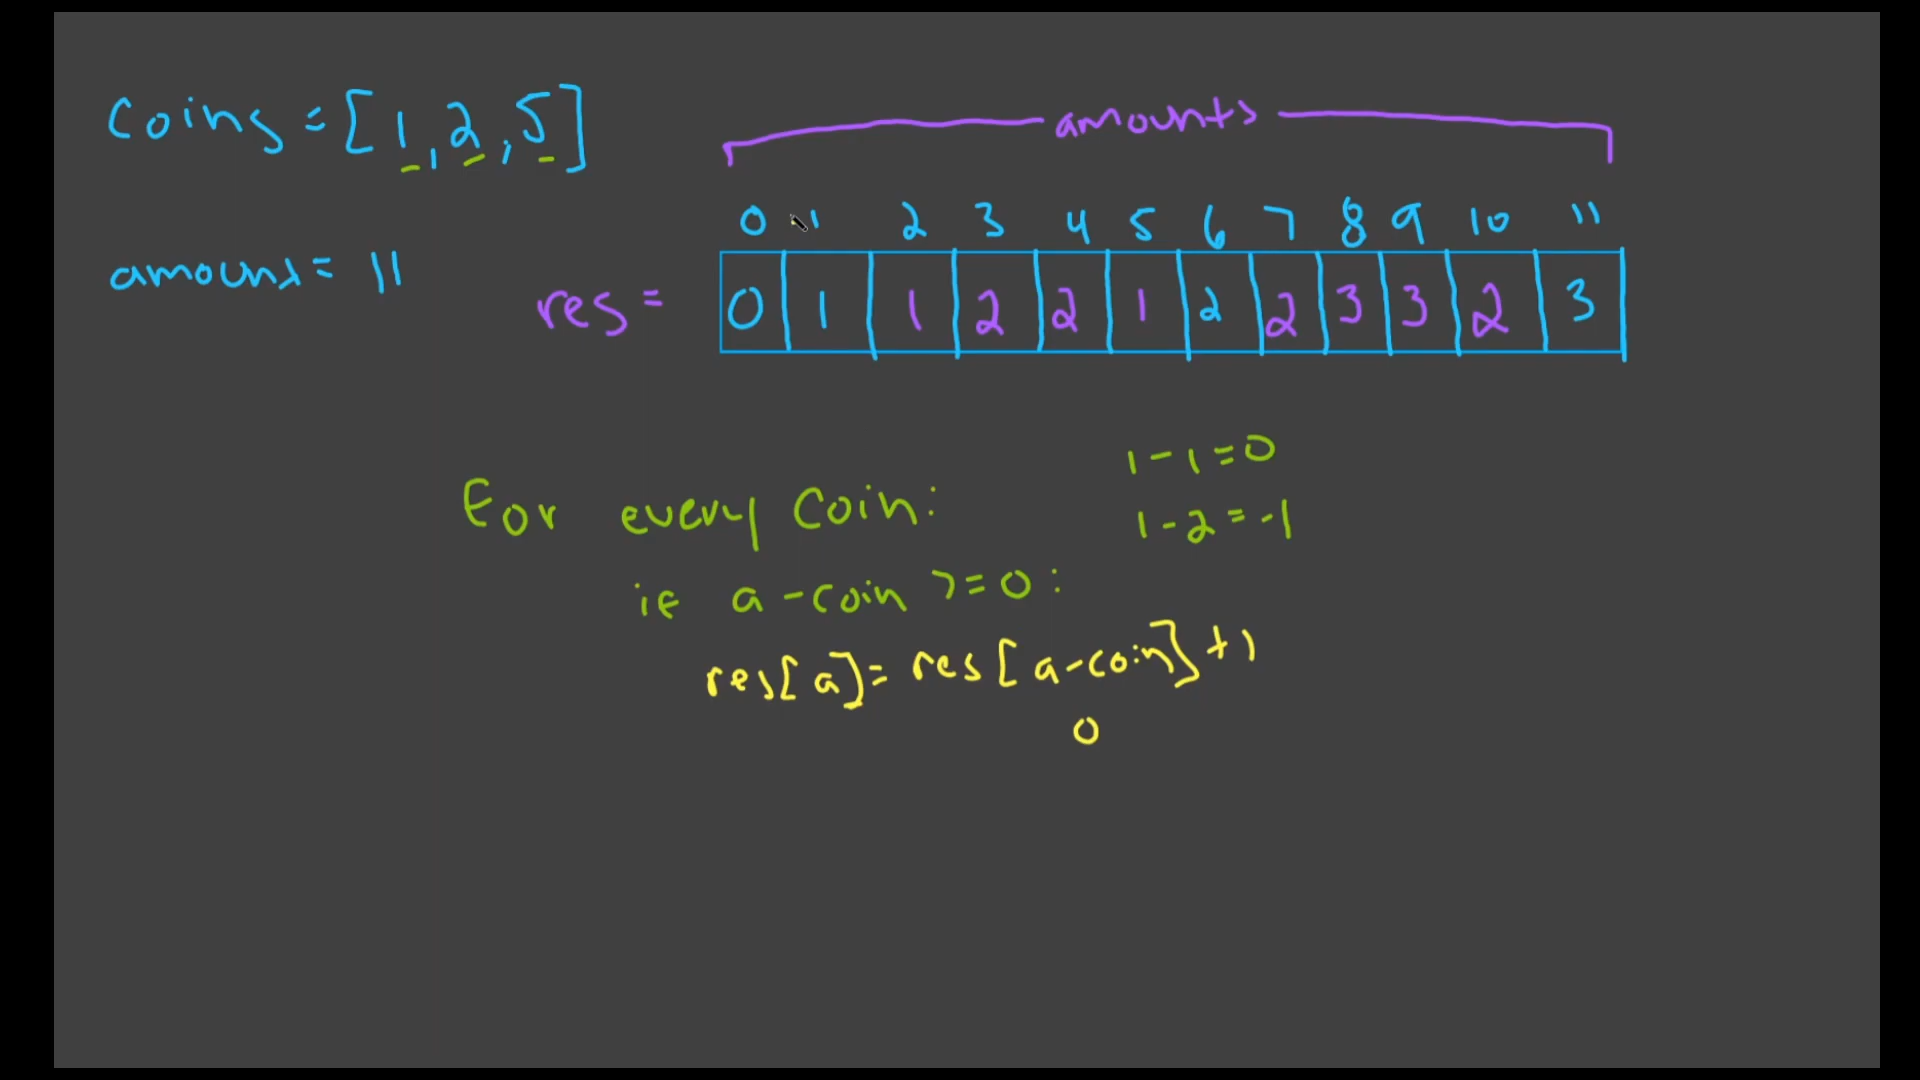 Coins = [1, 2, 5]
amounts
0 1 2 3 4 5 6 7 8 9 10 11
amount = 11
res = 0 1 1 2 2 1 2 2 3 3 2 3
1 - 1 = 0
For every Coin:
1 - 2 = -1
if a - coin >= 0:
res[a] = res[a - coin] + 1
0